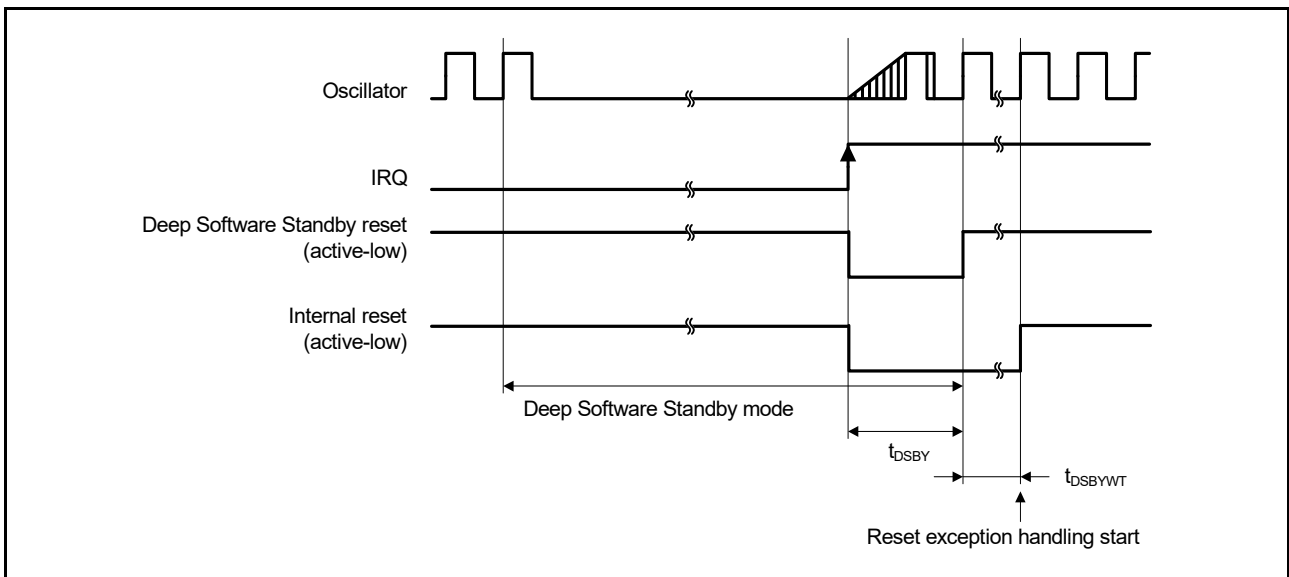 Oscillator
IRQ
Deep Software Standby reset
(active-low)
Internal reset
(active-low)
Deep Software Standby mode
tDSBY
tDSBYWT
Reset exception handling start